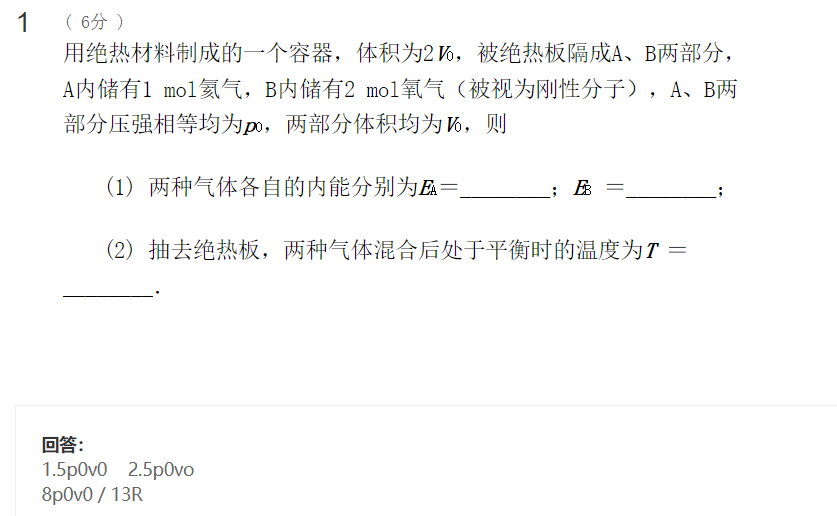 1 （ 6分 ）
用绝热材料制成的一个容器，体积为2V0，被绝热板隔成A、B两部分，
A内储有1 mol氦气，B内储有2 mol氧气（被视为刚性分子），A、B两
部分压强相等均为p0，两部分体积均为V0，则
(1) 两种气体各自的内能分别为EA＝________；EB ＝________；
(2) 抽去绝热板，两种气体混合后处于平衡时的温度为T ＝
________．
回答:
1.5p0v0 2.5p0vo
8p0v0 / 13R